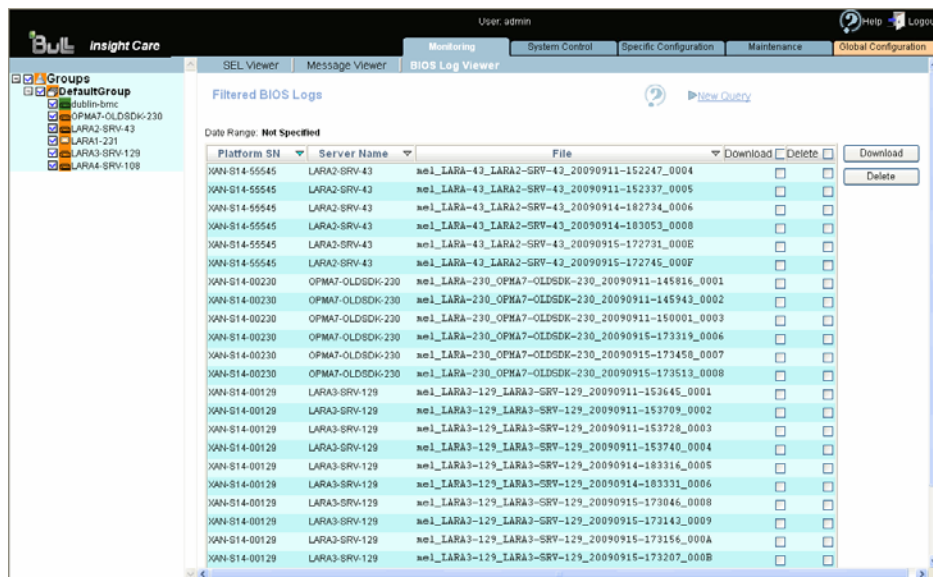 User: admin
Help Logou
Bull Insight Care
Monitoring System Control Specific Configuration Maintenance Global Configuration
SEL Viewer Message Viewer BIOS Log Viewer
Groups
DefaultGroup
dublin-bmc
OPMA7-OLDSDK-230
LARA2-SRV-43
LARA1-231
LARA3-SRV-129
LARA4-SRV-108
Filtered BIOS Logs
New Query
Date Range: Not Specified
Platform SN Server Name File Download Delete Download
Delete
XAN-S14-55545 LARA2-SRV-43 mel_LARA-43_LARA2-SRV-43_20090911-152247_0004
XAN-S14-55545 LARA2-SRV-43 mel_LARA-43_LARA2-SRV-43_20090911-152337_0005
XAN-S14-55545 LARA2-SRV-43 mel_LARA-43_LARA2-SRV-43_20090914-182734_0006
XAN-S14-55545 LARA2-SRV-43 mel_LARA-43_LARA2-SRV-43_20090914-183053_0008
XAN-S14-55545 LARA2-SRV-43 mel_LARA-43_LARA2-SRV-43_20090915-172731_000E
XAN-S14-55545 LARA2-SRV-43 mel_LARA-43_LARA2-SRV-43_20090915-172745_000F
XAN-S14-00230 OPMA7-OLDSDK-230 mel_LARA-230_OPMA7-OLDSDK-230_20090911-145816_0001
XAN-S14-00230 OPMA7-OLDSDK-230 mel_LARA-230_OPMA7-OLDSDK-230_20090911-145943_0002
XAN-S14-00230 OPMA7-OLDSDK-230 mel_LARA-230_OPMA7-OLDSDK-230_20090911-150001_0003
XAN-S14-00230 OPMA7-OLDSDK-230 mel_LARA-230_OPMA7-OLDSDK-230_20090915-173319_0006
XAN-S14-00230 OPMA7-OLDSDK-230 mel_LARA-230_OPMA7-OLDSDK-230_20090915-173458_0007
XAN-S14-00230 OPMA7-OLDSDK-230 mel_LARA-230_OPMA7-OLDSDK-230_20090915-173513_0008
XAN-S14-00129 LARA3-SRV-129 mel_LARA3-129_LARA3-SRV-129_20090911-153645_0001
XAN-S14-00129 LARA3-SRV-129 mel_LARA3-129_LARA3-SRV-129_20090911-153709_0002
XAN-S14-00129 LARA3-SRV-129 mel_LARA3-129_LARA3-SRV-129_20090911-153728_0003
XAN-S14-00129 LARA3-SRV-129 mel_LARA3-129_LARA3-SRV-129_20090911-153740_0004
XAN-S14-00129 LARA3-SRV-129 mel_LARA3-129_LARA3-SRV-129_20090914-183316_0005
XAN-S14-00129 LARA3-SRV-129 mel_LARA3-129_LARA3-SRV-129_20090914-183331_0006
XAN-S14-00129 LARA3-SRV-129 mel_LARA3-129_LARA3-SRV-129_20090915-173046_0008
XAN-S14-00129 LARA3-SRV-129 mel_LARA3-129_LARA3-SRV-129_20090915-173143_0009
XAN-S14-00129 LARA3-SRV-129 mel_LARA3-129_LARA3-SRV-129_20090915-173156_000A
XAN-S14-00129 LARA3-SRV-129 mel_LARA3-129_LARA3-SRV-129_20090915-173207_000B